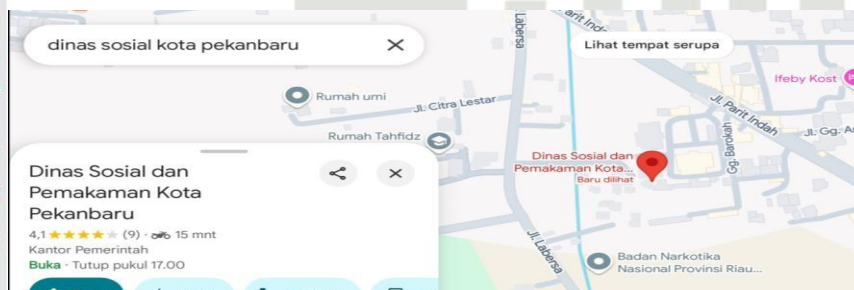 dinas sosial kota pekanbaru
Lihat tempat serupa
Labersa
Jl. Parit Indah
Ifeby Kost
Rumah umi
Jl. Citra Lestar
Rumah Tahfidz
Gg. Barokah
Jl. Gg.
Dinas Sosial dan
Pemakaman Kota...
Baru dilihat
Dinas Sosial dan
Pemakaman Kota
Pekanbaru
4,1 (9) · 15 mnt
Kantor Pemerintah
Buka · Tutup pukul 17.00
Jl. Labersa
Badan Narkotika
Nasional Provinsi Riau...